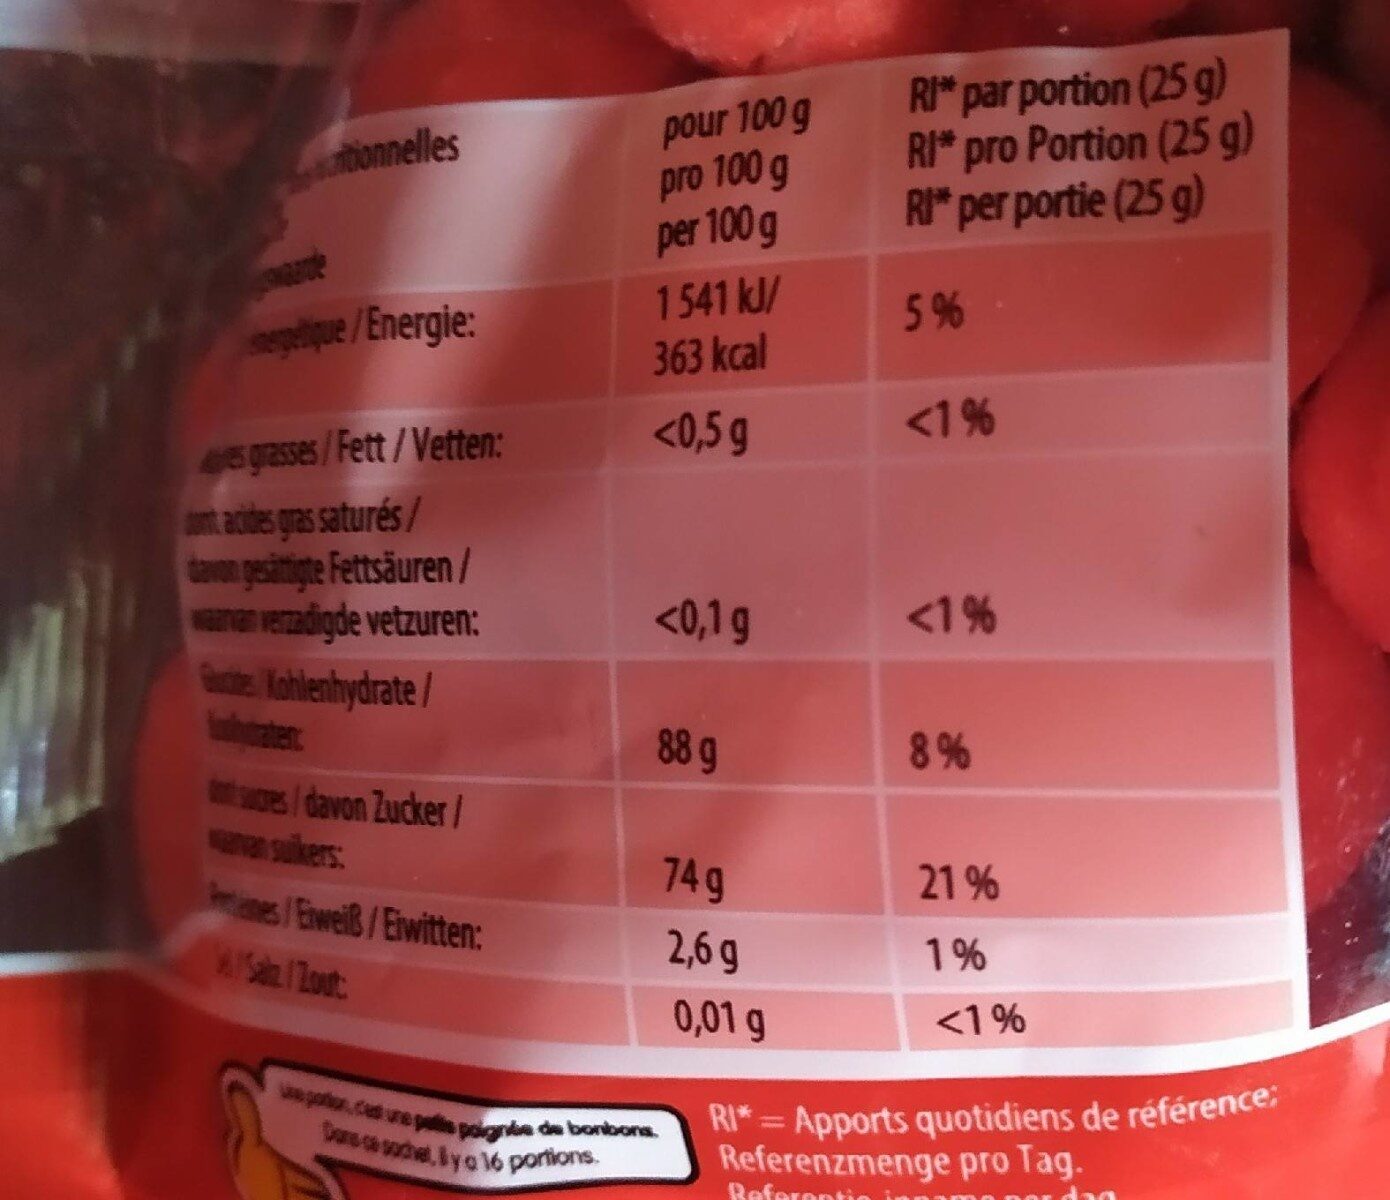 pour 100 g
pro 100 g
per 100 g
RI* par portion (25 g)
RI* pro Portion (25 g)
RI* per portie (25 g)
/ Energie:
1 541 kJ/
363 kcal
5 %
grasses / Fett / Vetten:
<0,5 g
<1 %
dont acides gras saturés /
davon gesättigte Fettsäuren /
waarvan verzadigde vetzuren:
<0,1 g
<1 %
Glucides / Kohlenhydrate /
88 g
8 %
dont sucres / davon Zucker /
waarvan suikers:
74 g
21 %
/ Eiweiß / Eiwitten:
2,6 g
1 %
/ Salz / Zout:
0,01 g
<1 %
Une portion, c'est une petite poignée de bonbons.
Dans ce sachet, il y a 16 portions.
RI* = Apports quotidiens de référence;
Referenzmenge pro Tag.